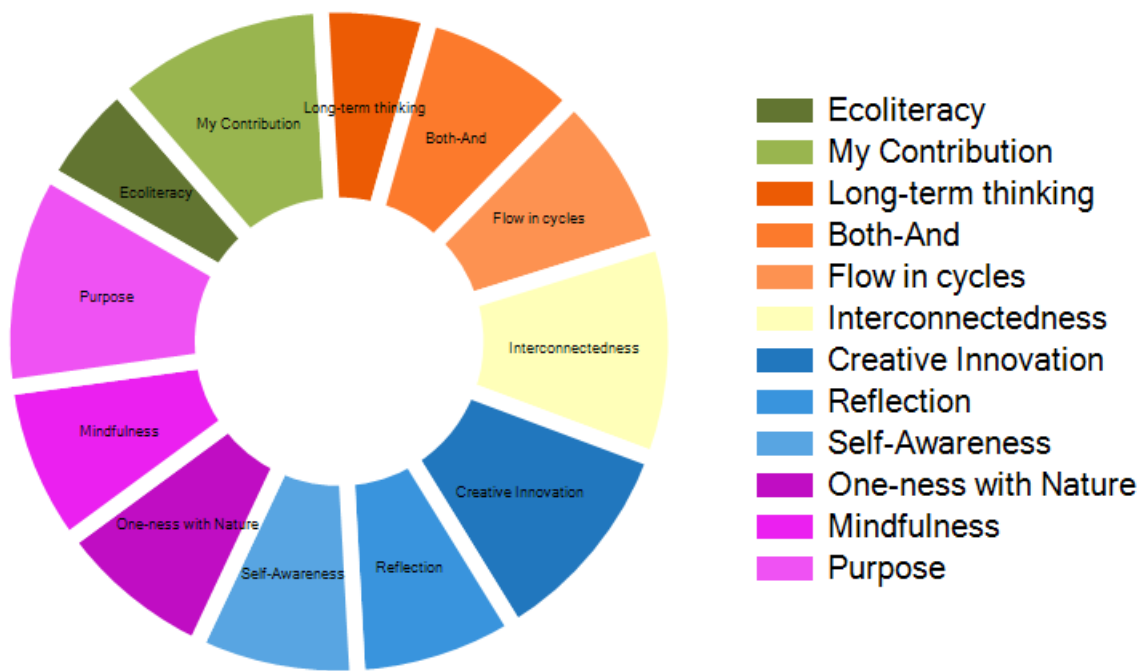 Long-term thinking
My Contribution
Both-And
Ecoliteracy
Flow in cycles
Purpose
Interconnectedness
Mindfulness
Creative Innovation
One-ness with Nature
Reflection
Self-Awareness
Ecoliteracy
My Contribution
Long-term thinking
Both-And
Flow in cycles
Interconnectedness
Creative Innovation
Reflection
Self-Awareness
One-ness with Nature
Mindfulness
Purpose